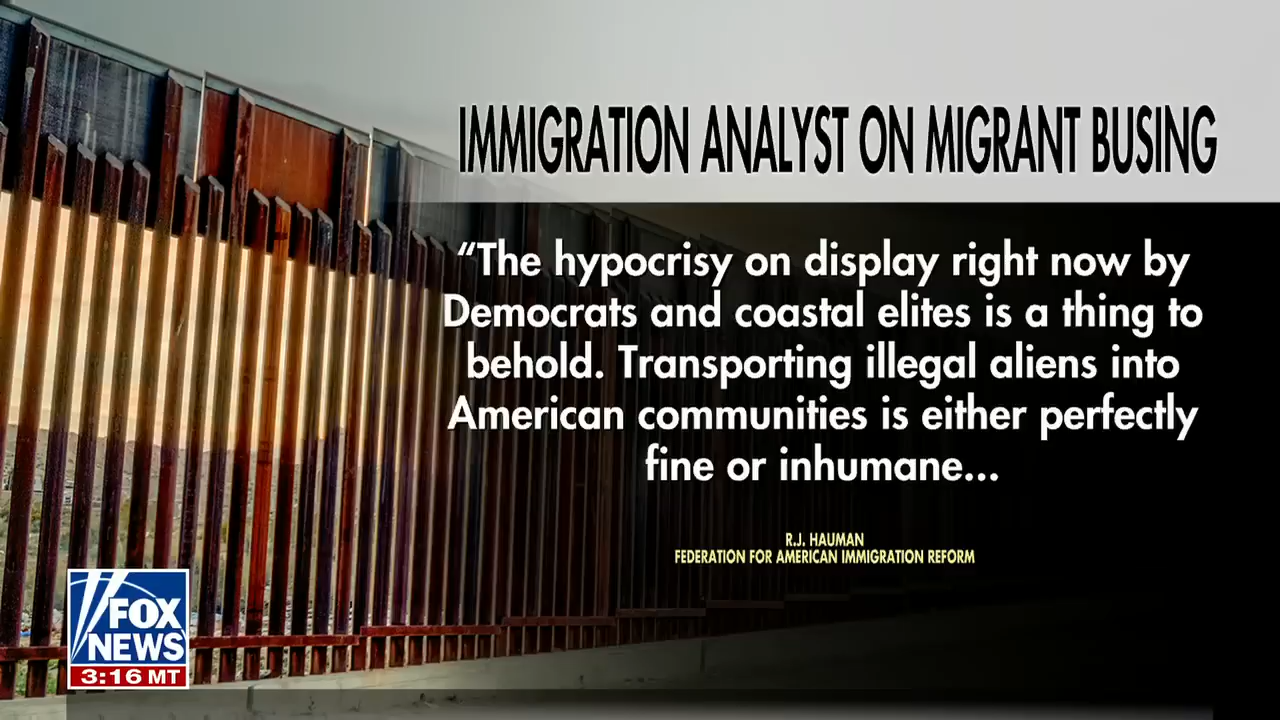 IMMIGRATION ANALYST ON MIGRANT BUSING
“The hypocrisy on display right now by
Democrats and coastal elites is a thing to
behold. Transporting illegal aliens into
American communities is either perfectly
fine or inhumane...
R.J. HAUMAN
FEDERATION FOR AMERICAN IMMIGRATION REFORM
FOX
NEWS
3:16 MT